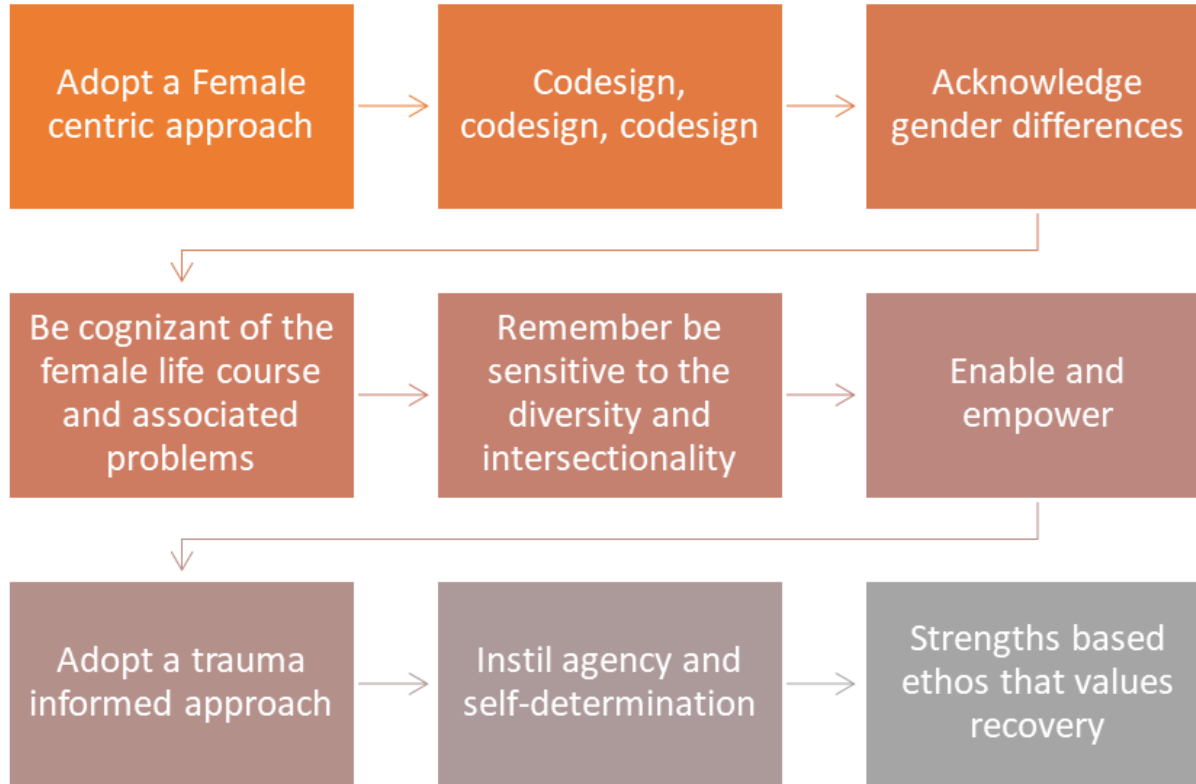 Adopt a Female
centric approach
Codesign,
codesign, codesign
Acknowledge
gender differences
Be cognizant of the
female life course
and associated
problems
Remember be
sensitive to the
diversity and
intersectionality
Enable and
empower
Adopt a trauma
informed approach
Instil agency and
self-determination
Strengths based
ethos that values
recovery